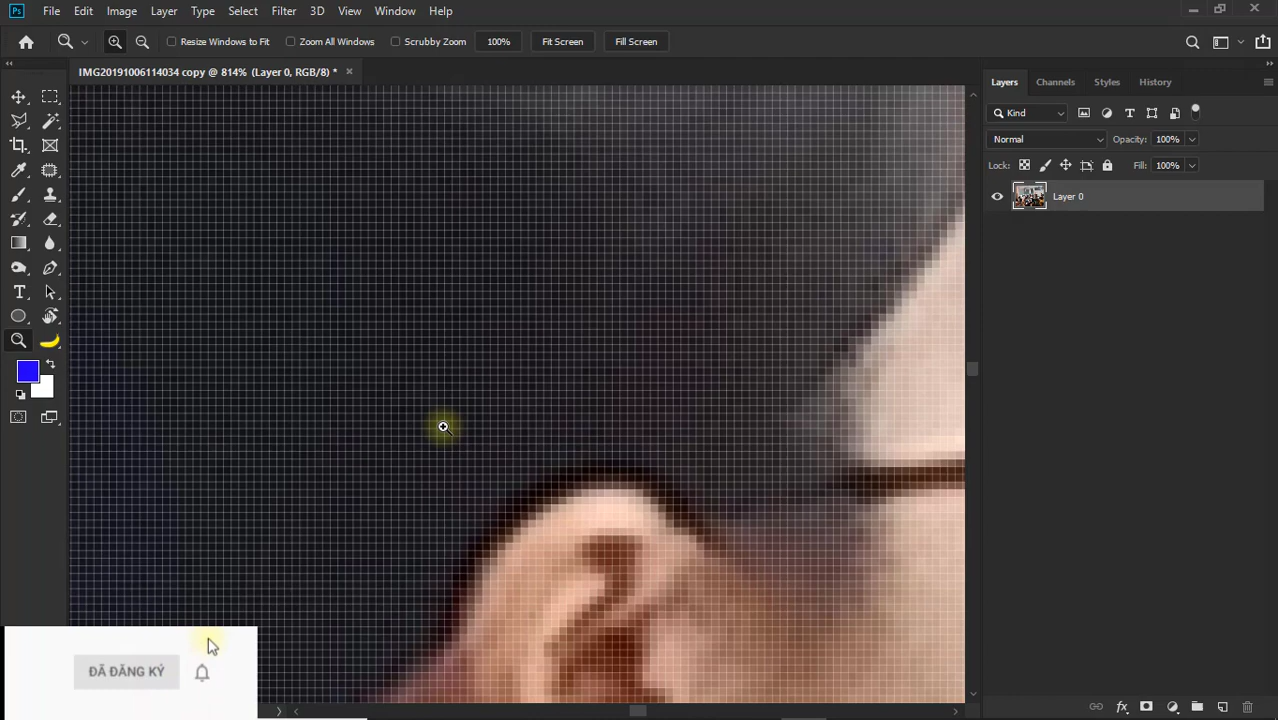 Ps File Edit Image Layer Type Select Filter 3D View Window Help
Resize Windows to Fit Zoom All Windows Scrubby Zoom 100% Fit Screen Fill Screen
IMG20191006114034 copy @ 814% (Layer 0, RGB/8) *
Layers Channels Styles History
Kind
Normal Opacity: 100%
Lock: Fill: 100%
Layer 0
ĐÃ ĐĂNG KÝ